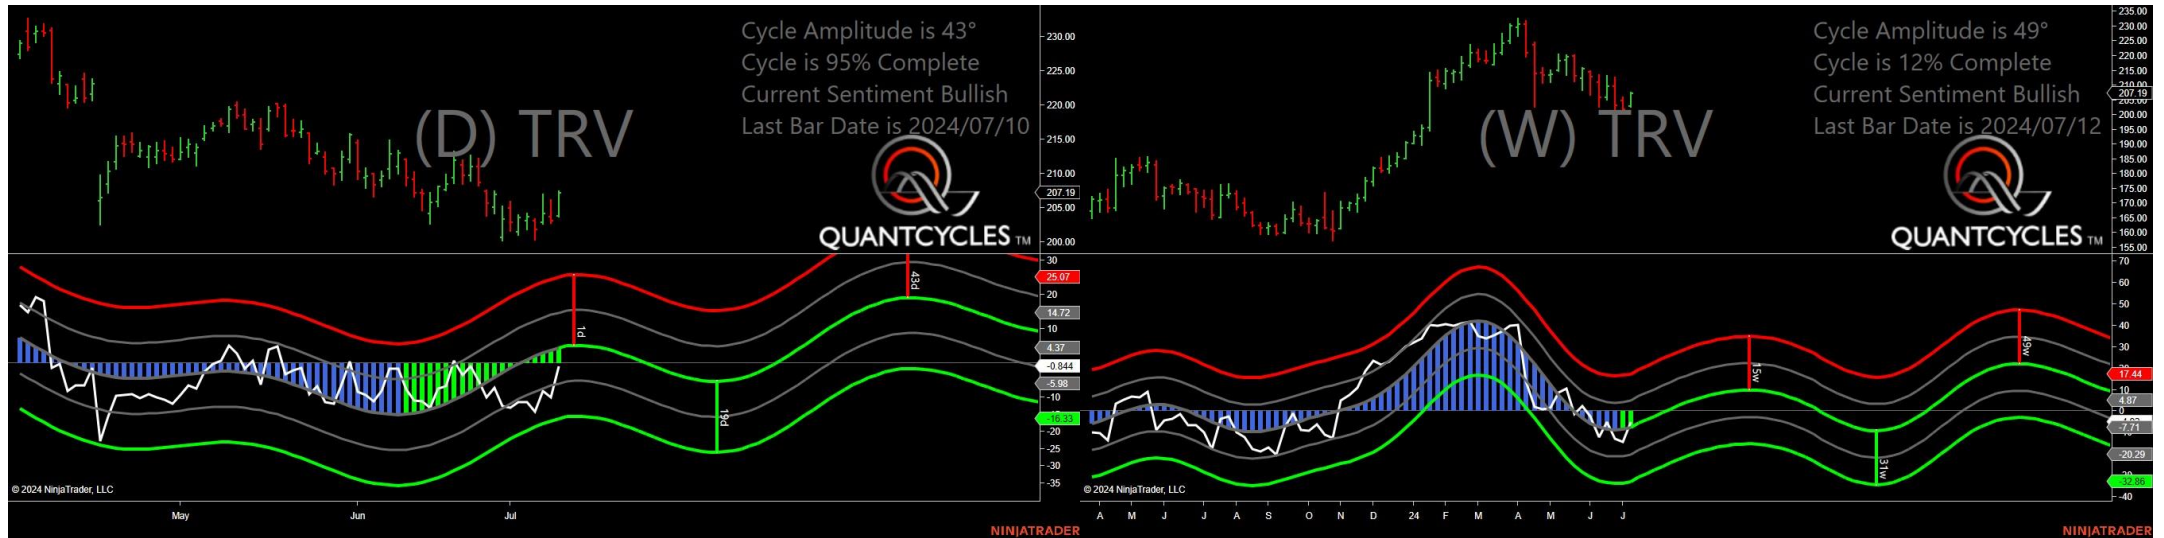 Cycle Amplitude is 43°
Cycle is 95% Complete
Current Sentiment Bullish
Last Bar Date is 2024/07/10
(D) TRV
QUANTCYCLES TM
230.00
225.00
220.00
215.00
210.00
207.19
205.00
200.00
30
25.07
20
14.72
10
4.37
-0.844
-5.98
-10
-16.33
-20
-25
-30
-35
1d
19d
43d
© 2024 NinjaTrader, LLC
May
Jun
Jul
NINJATRADER
Cycle Amplitude is 49°
Cycle is 12% Complete
Current Sentiment Bullish
Last Bar Date is 2024/07/12
(W) TRV
QUANTCYCLES TM
235.00
230.00
225.00
220.00
215.00
210.00
207.19
205.00
200.00
195.00
190.00
185.00
180.00
175.00
170.00
165.00
160.00
155.00
70
60
50
40
30
20
17.44
10
4.87
0
-7.71
-20.29
-32.86
-40
15w
31w
49w
© 2024 NinjaTrader, LLC
A M J J A S O N D 24 F M A M J J
NINJATRADER